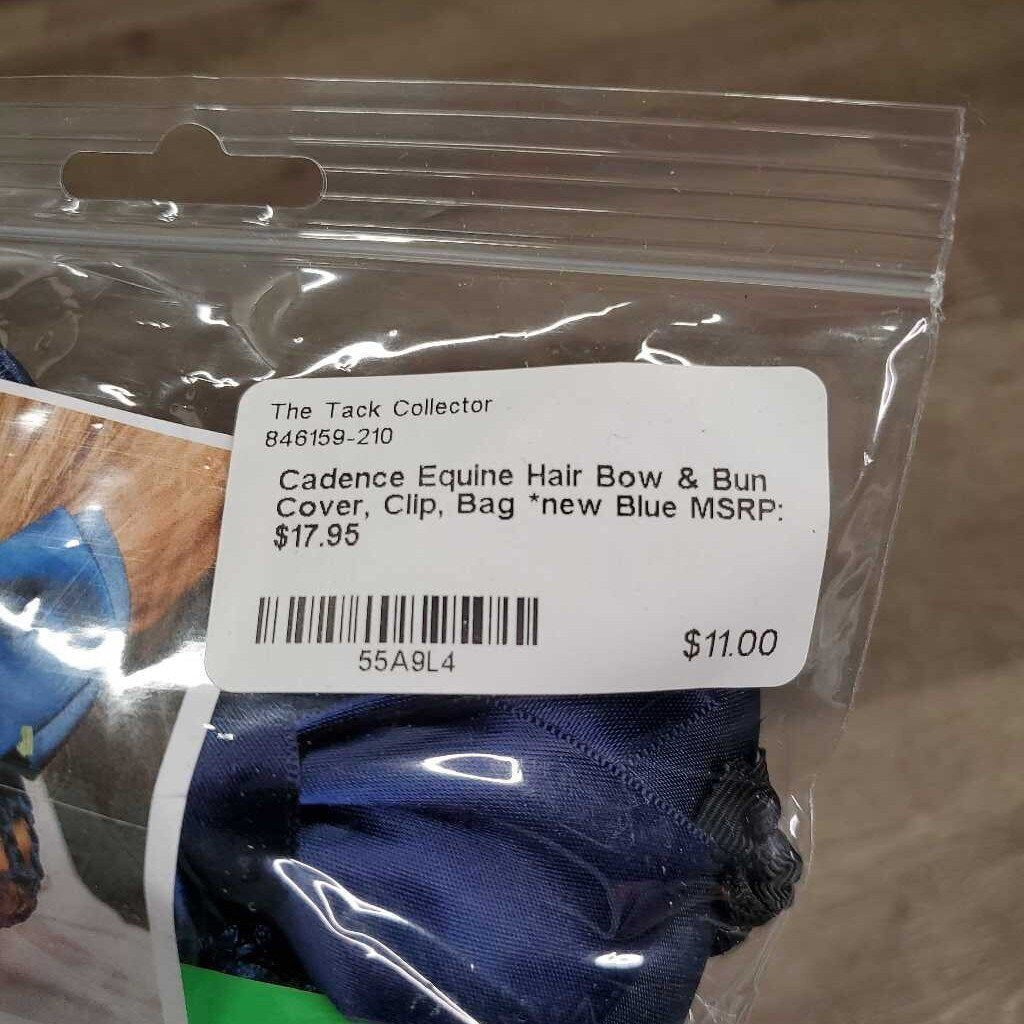 The Tack Collector
846159-210
Cadence Equine Hair Bow & Bun
Cover, Clip, Bag *new Blue MSRP:
$17.95
55A9L4
$11.00